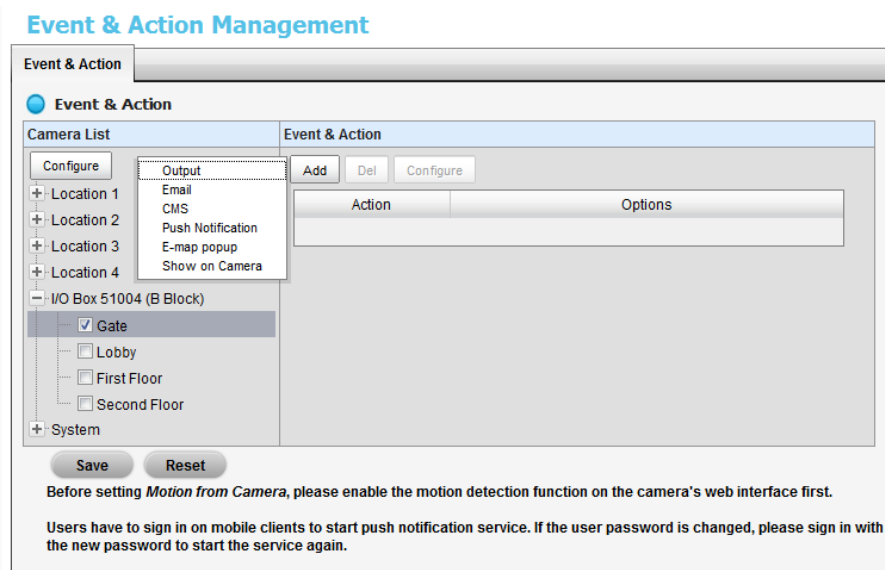 Event & Action Management
Event & Action
Event & Action
Camera List
Event & Action
Configure
Output
Email
CMS
Push Notification
E-map popup
Show on Camera
Add
Del
Configure
Action
Options
Location 1
Location 2
Location 3
Location 4
I/O Box 51004 (B Block)
Gate
Lobby
First Floor
Second Floor
System
Save
Reset
Before setting Motion from Camera, please enable the motion detection function on the camera's web interface first.
Users have to sign in on mobile clients to start push notification service. If the user password is changed, please sign in with
the new password to start the service again.